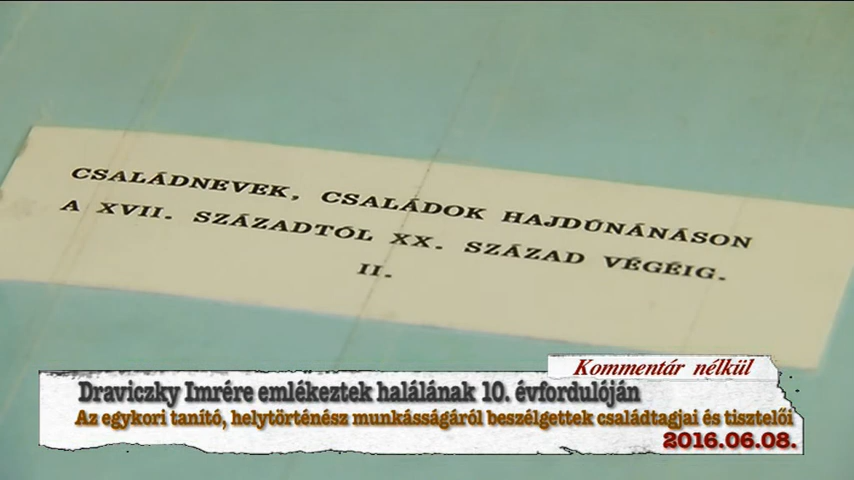 CSALÁDNEVEK, CSALÁDOK HAJDÚNÁNÁSON
A XVII. SZÁZADTÓL XX. SZÁZAD VÉGÉIG.
II.
Kommentár nélkül
Draviczky Imrére emlékeztek halálának 10. évfordulóján
Az egykori tanító, helytörténész munkásságáról beszélgettek családtagjai és tisztelői
2016.06.08.